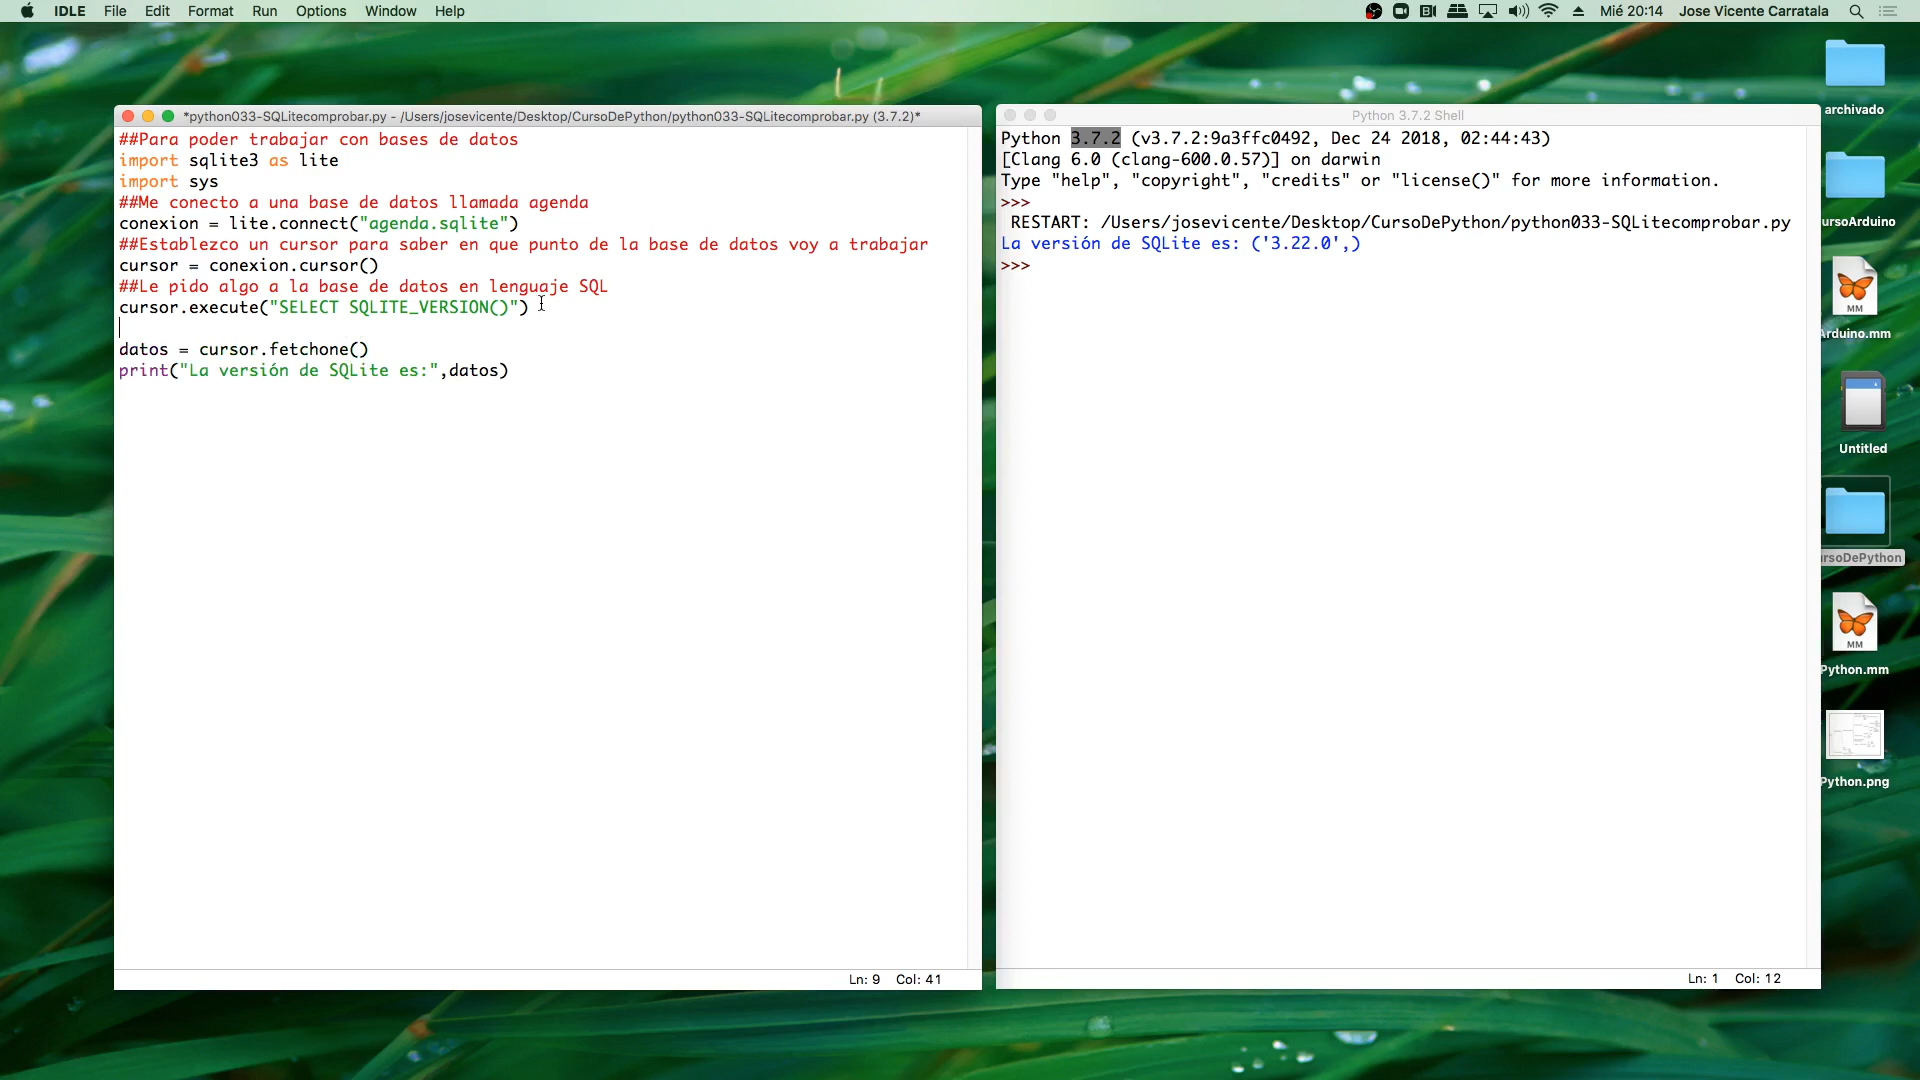 IDLE File Edit Format Run Options Window Help
Mié 20:14 Jose Vicente Carratala
*python033-SQLitecomprobar.py - /Users/josevicente/Desktop/CursoDePython/python033-SQLitecomprobar.py (3.7.2)*
##Para poder trabajar con bases de datos
import sqlite3 as lite
import sys
##Me conecto a una base de datos llamada agenda
conexion = lite.connect("agenda.sqlite")
##Establezco un cursor para saber en que punto de la base de datos voy a trabajar
cursor = conexion.cursor()
##Le pido algo a la base de datos en lenguaje SQL
cursor.execute("SELECT SQLITE_VERSION()")
datos = cursor.fetchone()
print("La versión de SQLite es:",datos)
Ln: 9 Col: 41
Python 3.7.2 Shell
Python 3.7.2 (v3.7.2:9a3ffc0492, Dec 24 2018, 02:44:43)
[Clang 6.0 (clang-600.0.57)] on darwin
Type "help", "copyright", "credits" or "license()" for more information.
>>>
RESTART: /Users/josevicente/Desktop/CursoDePython/python033-SQLitecomprobar.py
La versión de SQLite es: ('3.22.0',)
>>>
Ln: 1 Col: 12
archivado
ursoArduino
MM
Arduino.mm
Untitled
ursoDePython
MM
Python.mm
Python.png